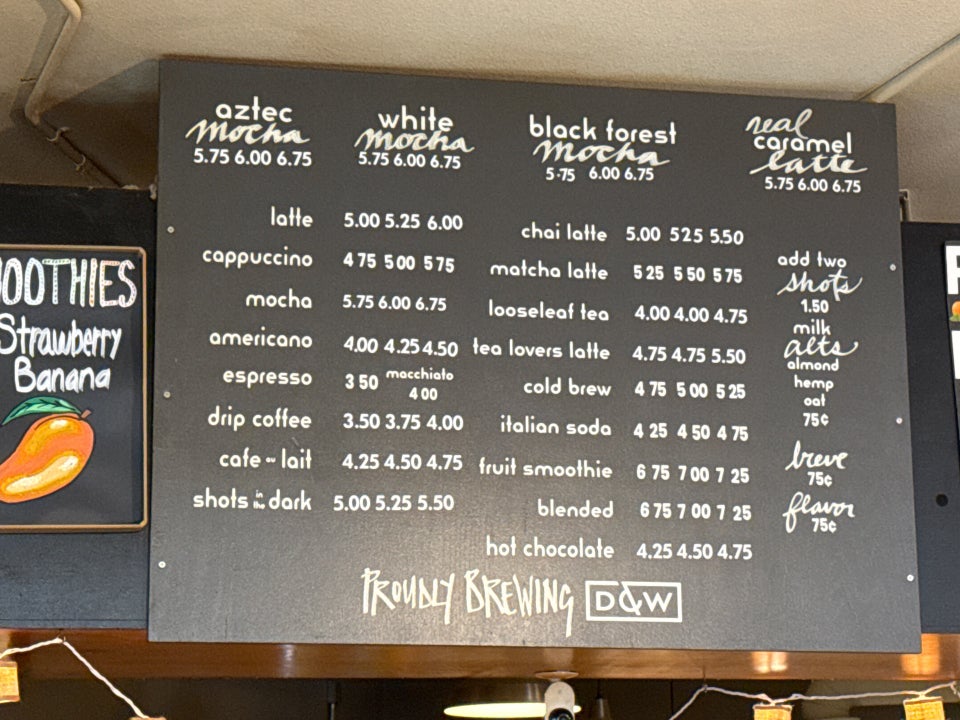 aztec
mocha
5.75 6.00 6.75
white
mocha
5.75 6.00 6.75
black forest
mocha
5.75 6.00 6.75
real
caramel
latte
5.75 6.00 6.75
latte 5.00 5.25 6.00
cappuccino 4 75 5 00 5 75
mocha 5.75 6.00 6.75
americano 4.00 4.25 4.50
espresso 3 50 macchiato 4 00
drip coffee 3.50 3.75 4.00
cafe au lait 4.25 4.50 4.75
shots in the dark 5.00 5.25 5.50
chai latte 5.00 5 25 5.50
matcha latte 5 25 5 50 5 75
looseleaf tea 4.00 4.00 4.75
tea lovers latte 4.75 4.75 5.50
cold brew 4 75 5 00 5 25
italian soda 4 25 4 50 4 75
fruit smoothie 6 75 7 00 7 25
blended 6 75 7 00 7 25
hot chocolate 4.25 4.50 4.75
add two
shots
1.50
milk
alts
almond
hemp
oat
75¢
breve
75¢
flavor
75¢
PROUDLY BREWING D&W
OOTHIES
Strawberry
Banana